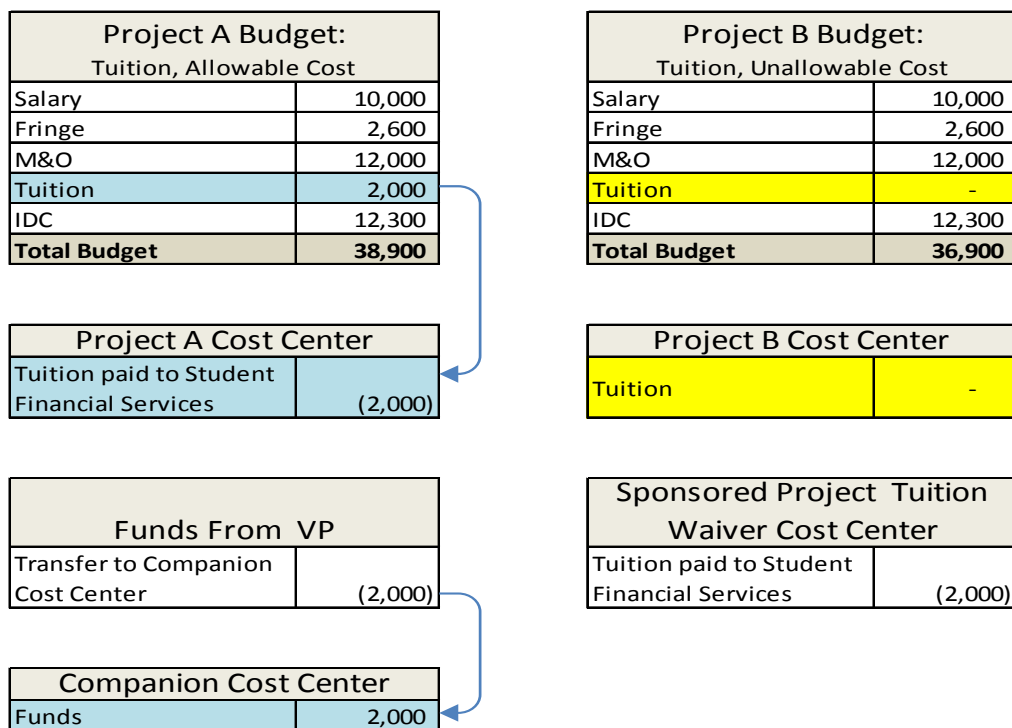 Project A Budget:
Tuition, Allowable Cost
Salary 10,000
Fringe 2,600
M&O 12,000
Tuition 2,000
IDC 12,300
Total Budget 38,900
Project B Budget:
Tuition, Unallowable Cost
Salary 10,000
Fringe 2,600
M&O 12,000
Tuition -
IDC 12,300
Total Budget 36,900
Project A Cost Center
Tuition paid to Student
Financial Services (2,000)
Project B Cost Center
Tuition -
Funds From VP
Transfer to Companion
Cost Center (2,000)
Sponsored Project Tuition
Waiver Cost Center
Tuition paid to Student
Financial Services (2,000)
Companion Cost Center
Funds 2,000